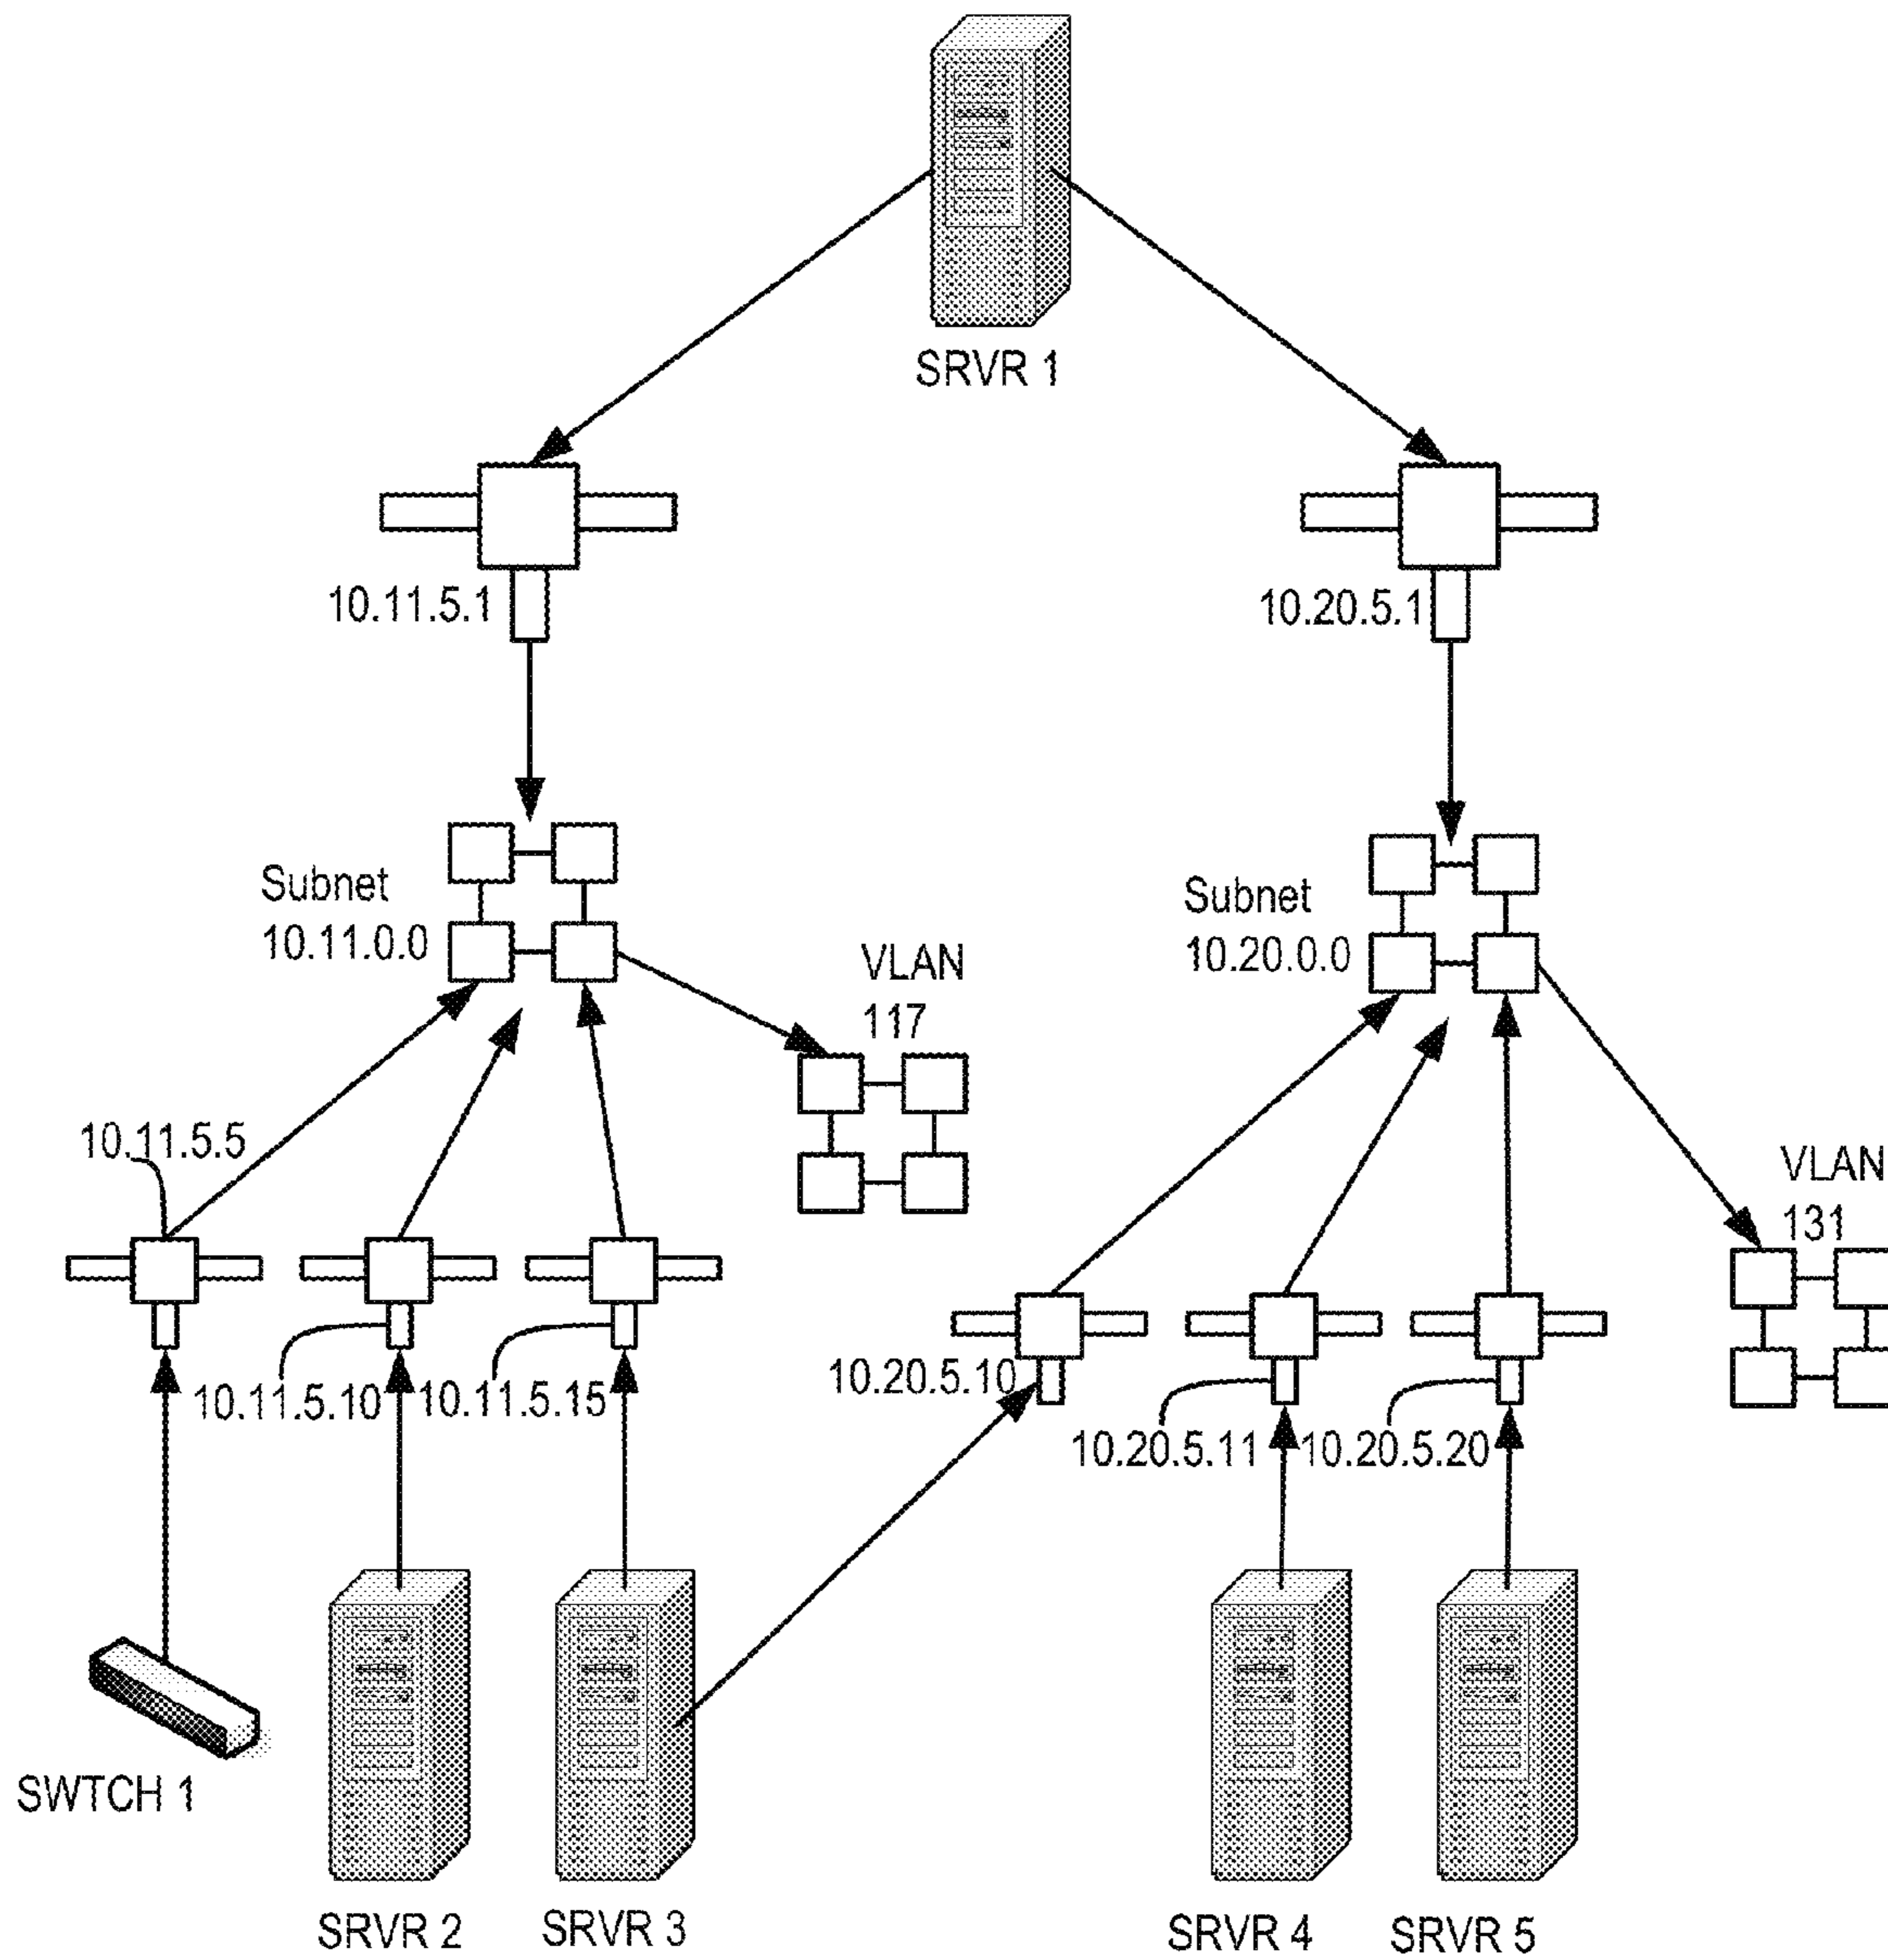 SRVR 1
10.11.5.1
10.20.5.1
Subnet
10.11.0.0
VLAN
117
Subnet
10.20.0.0
10.11.5.5
VLAN
131
10.11.5.10
10.11.5.15
10.20.5.10
10.20.5.11
10.20.5.20
SWTCH 1
SRVR 2
SRVR 3
SRVR 4
SRVR 5